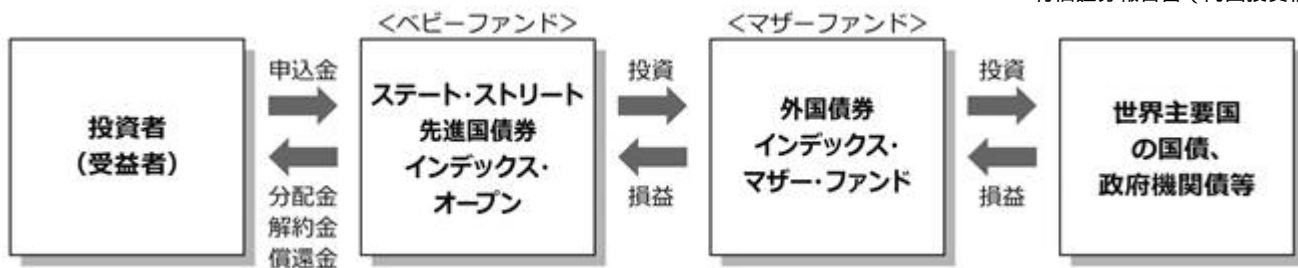 <ベビーファンド>
<マザーファンド>
投資者
(受益者)
申込金
分配金
解約金
償還金
ステート・ストリート
先進国債券
インデックス・
オープン
投資
損益
外国債券
インデックス・
マザー・ファンド
投資
損益
世界主要国
の国債、
政府機関債等